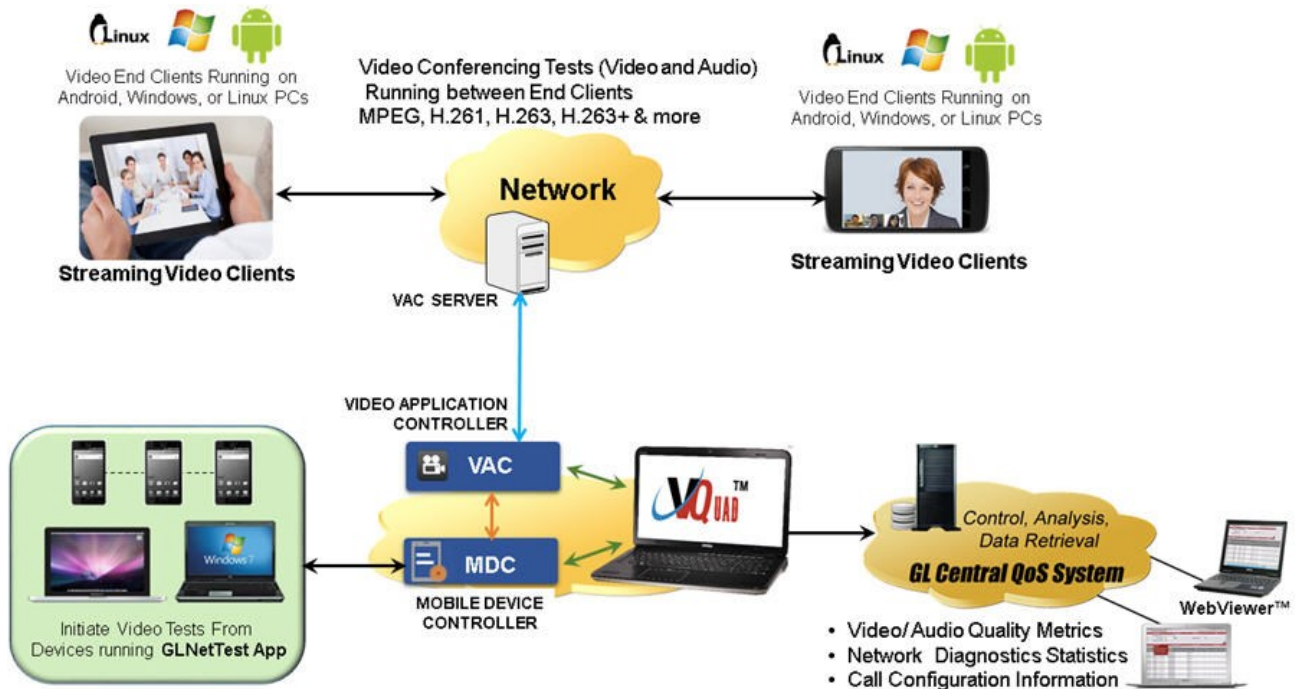 Linux
Video End Clients Running on
Android, Windows, or Linux PCs
Streaming Video Clients
Video Conferencing Tests (Video and Audio)
Running between End Clients
MPEG, H.261, H.263, H.263+ & more
Network
VAC SERVER
Linux
Video End Clients Running on
Android, Windows, or Linux PCs
Streaming Video Clients
VIDEO APPLICATION
CONTROLLER
VAC
MDC
MOBILE DEVICE
CONTROLLER
Windows 7
Initiate Video Tests From
Devices running GLNetTest App
VQUAD™
Control, Analysis,
Data Retrieval
GL Central QoS System
WebViewer™
• Video/Audio Quality Metrics
• Network Diagnostics Statistics
• Call Configuration Information